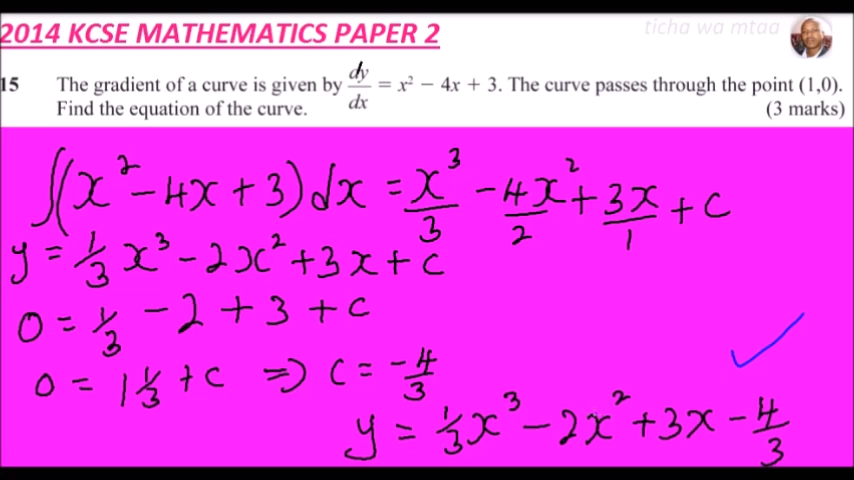 ticha wa mtaa
2014 KCSE MATHEMATICS PAPER 2
15 The gradient of a curve is given by dy/dx = x² − 4x + 3. The curve passes through the point (1,0).
Find the equation of the curve. (3 marks)
∫(x² − 4x + 3) dx = x³/3 − 4x²/2 + 3x/1 + c
y = 1/3 x³ − 2x² + 3x + c
0 = 1/3 − 2 + 3 + c
0 = 1 1/3 + c ⇒ c = −4/3
y = 1/3 x³ − 2x² + 3x − 4/3